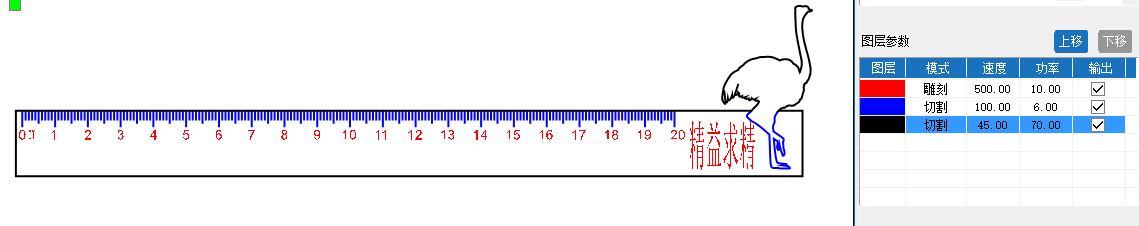 图层参数
上移 下移
图层 模式 速度 功率 输出
雕刻 500.00 10.00
切割 100.00 6.00
切割 45.00 70.00
0 1 2 3 4 5 6 7 8 9 10 11 12 13 14 15 16 17 18 19 20
精益求精